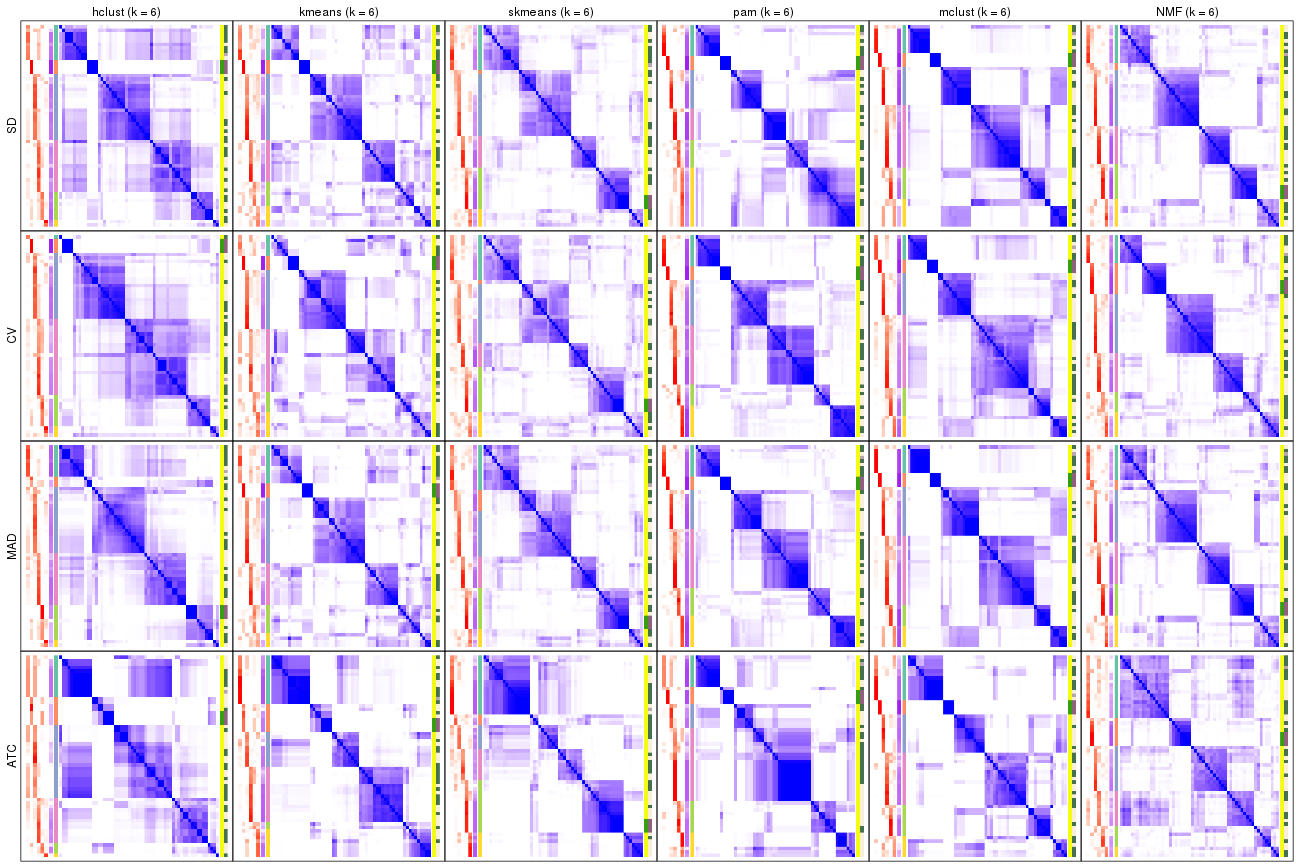 hclust (k = 6) kmeans (k = 6) skmeans (k = 6) pam (k = 6) mclust (k = 6) NMF (k = 6)
SD
CV
MAD
ATC